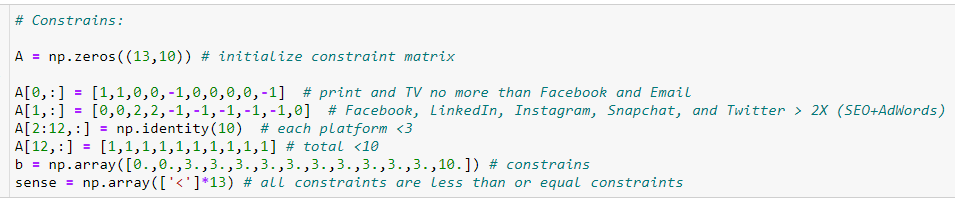 # Constrains:
A = np.zeros((13,10)) # initialize constraint matrix
A[0,:] = [1,1,0,0,-1,0,0,0,0,-1]  # print and TV no more than Facebook and Email
A[1,:] = [0,0,2,2,-1,-1,-1,-1,-1,0]  # Facebook, LinkedIn, Instagram, Snapchat, and Twitter > 2X (SEO+AdWords)
A[2:12,:] = np.identity(10)  # each platform <3
A[12,:] = [1,1,1,1,1,1,1,1,1,1] # total <10
b = np.array([0.,0.,3.,3.,3.,3.,3.,3.,3.,3.,3.,3.,10.]) # constrains
sense = np.array(['<']*13) # all constraints are less than or equal constraints